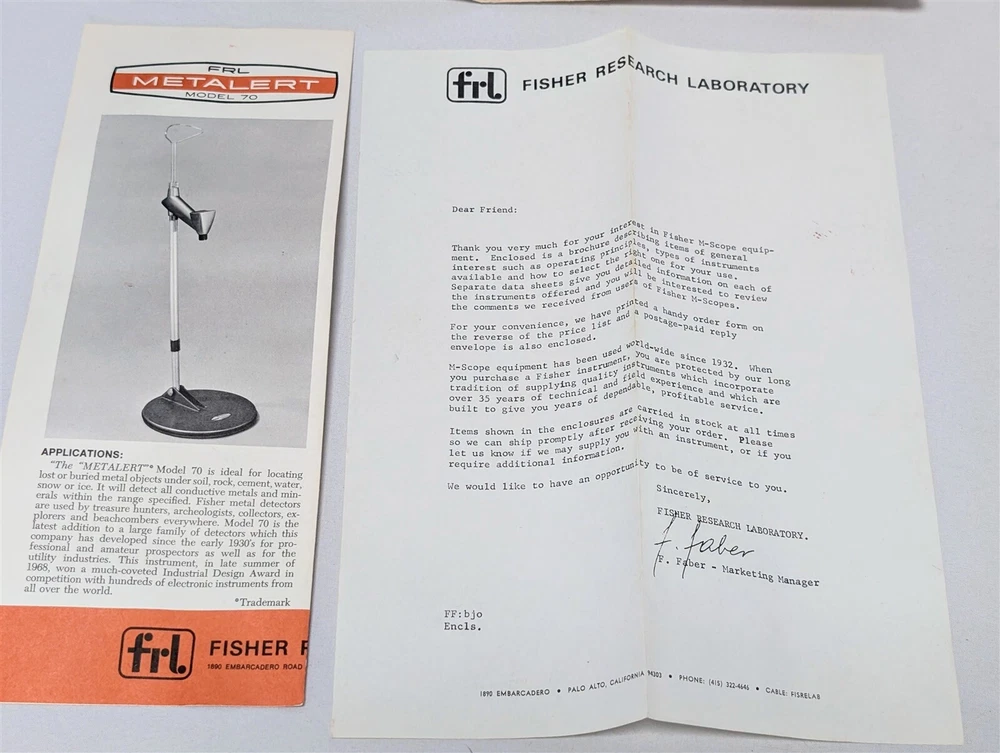 FRL
METALERT
MODEL 70
APPLICATIONS:
"The "METALERT"* Model 70 is ideal for locating
lost or buried metal objects under soil, rock, cement, water,
snow or ice. It will detect all conductive metals and min-
erals within the range specified. Fisher metal detectors
are used by treasure hunters, archeologists, collectors, ex-
plorers and beachcombers everywhere. Model 70 is the
latest addition to a large family of detectors which this
company has developed since the early 1930's for pro-
fessional and amateur prospectors as well as for the
utility industries. This instrument, in late summer of
1968, won a much-coveted Industrial Design Award in
competition with hundreds of electronic instruments from
all over the world.
*Trademark
frl.
FISHER
1890 EMBARCADERO ROAD
frl.
FISHER RESEARCH LABORATORY
Dear Friend:
Thank you very much for your interest in Fisher M-Scope equip-
ment. Enclosed is a brochure describing items of general
interest such as operating principles, types of instruments
available and how to select the right one for your use.
Separate data sheets give you detailed information on each of
the instruments offered and you will be interested to review
the comments we received from users of Fisher M-Scopes.
For your convenience, we have printed a handy order form on
the reverse of the price list and a postage-paid reply
envelope is also enclosed.
M-Scope equipment has been used world-wide since 1932. When
you purchase a Fisher instrument, you are protected by our long
tradition of supplying quality instruments which incorporate
over 35 years of technical and field experience and which are
built to give you years of dependable, profitable service.
Items shown in the enclosures are carried in stock at all times
so we can ship promptly after receiving your order. Please
let us know if we may supply you with an instrument, or if you
require additional information.
We would like to have an opportunity to be of service to you.
Sincerely,
FISHER RESEARCH LABORATORY.
F. Faber
F. Faber - Marketing Manager
FF:bjo
Encls.
1890 EMBARCADERO • PALO ALTO, CALIFORNIA 94303 • PHONE: (415) 322-4646 • CABLE: FISRELAB